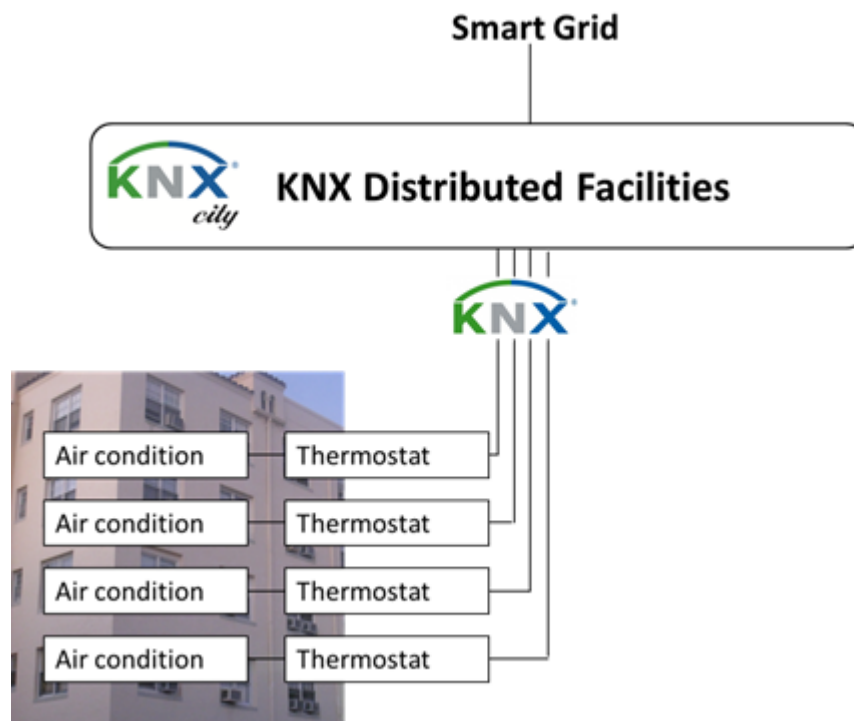 Smart Grid
KNX®
city
KNX Distributed Facilities
KNX®
Air condition
Thermostat
Air condition
Thermostat
Air condition
Thermostat
Air condition
Thermostat